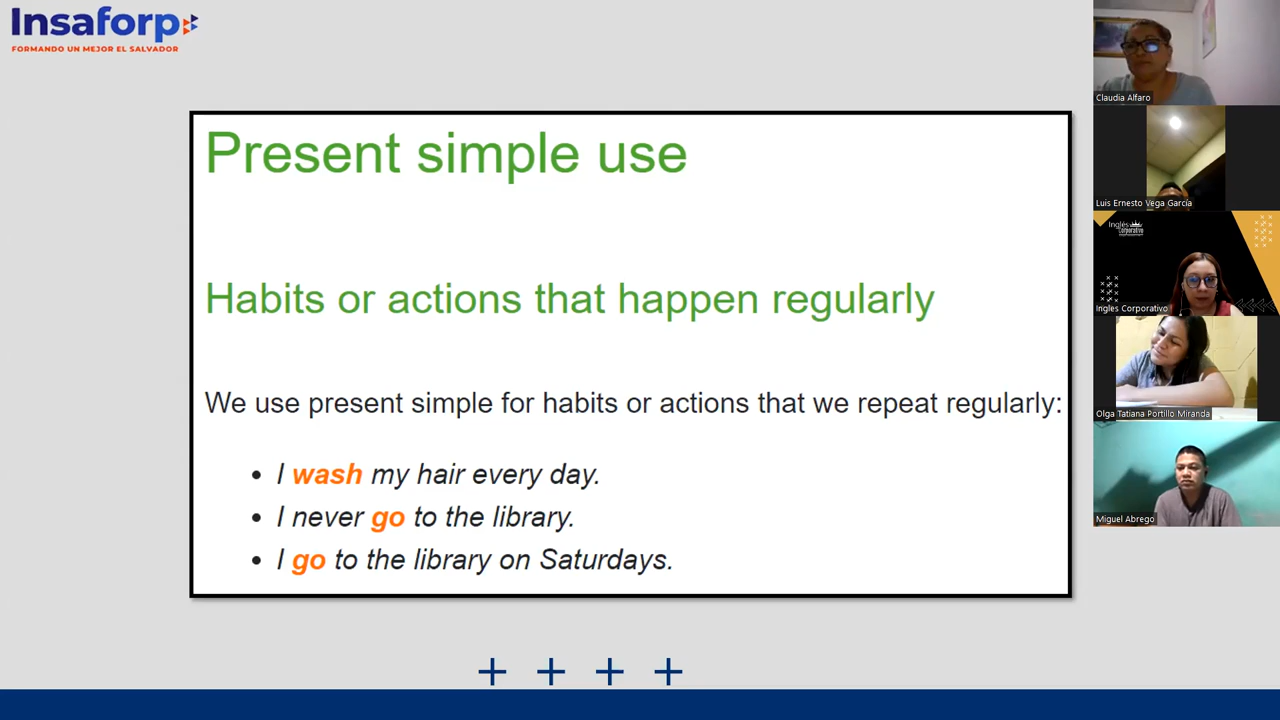 Insaforp
FORMANDO UN MEJOR EL SALVADOR
Present simple use
Habits or actions that happen regularly
We use present simple for habits or actions that we repeat regularly:
• I wash my hair every day.
• I never go to the library.
• I go to the library on Saturdays.
Claudia Alfaro
Luis Ernesto Vega García
Inglés
Corporativo
Ingles Corporativo
Olga Tatiana Portillo Miranda
Miguel Abrego